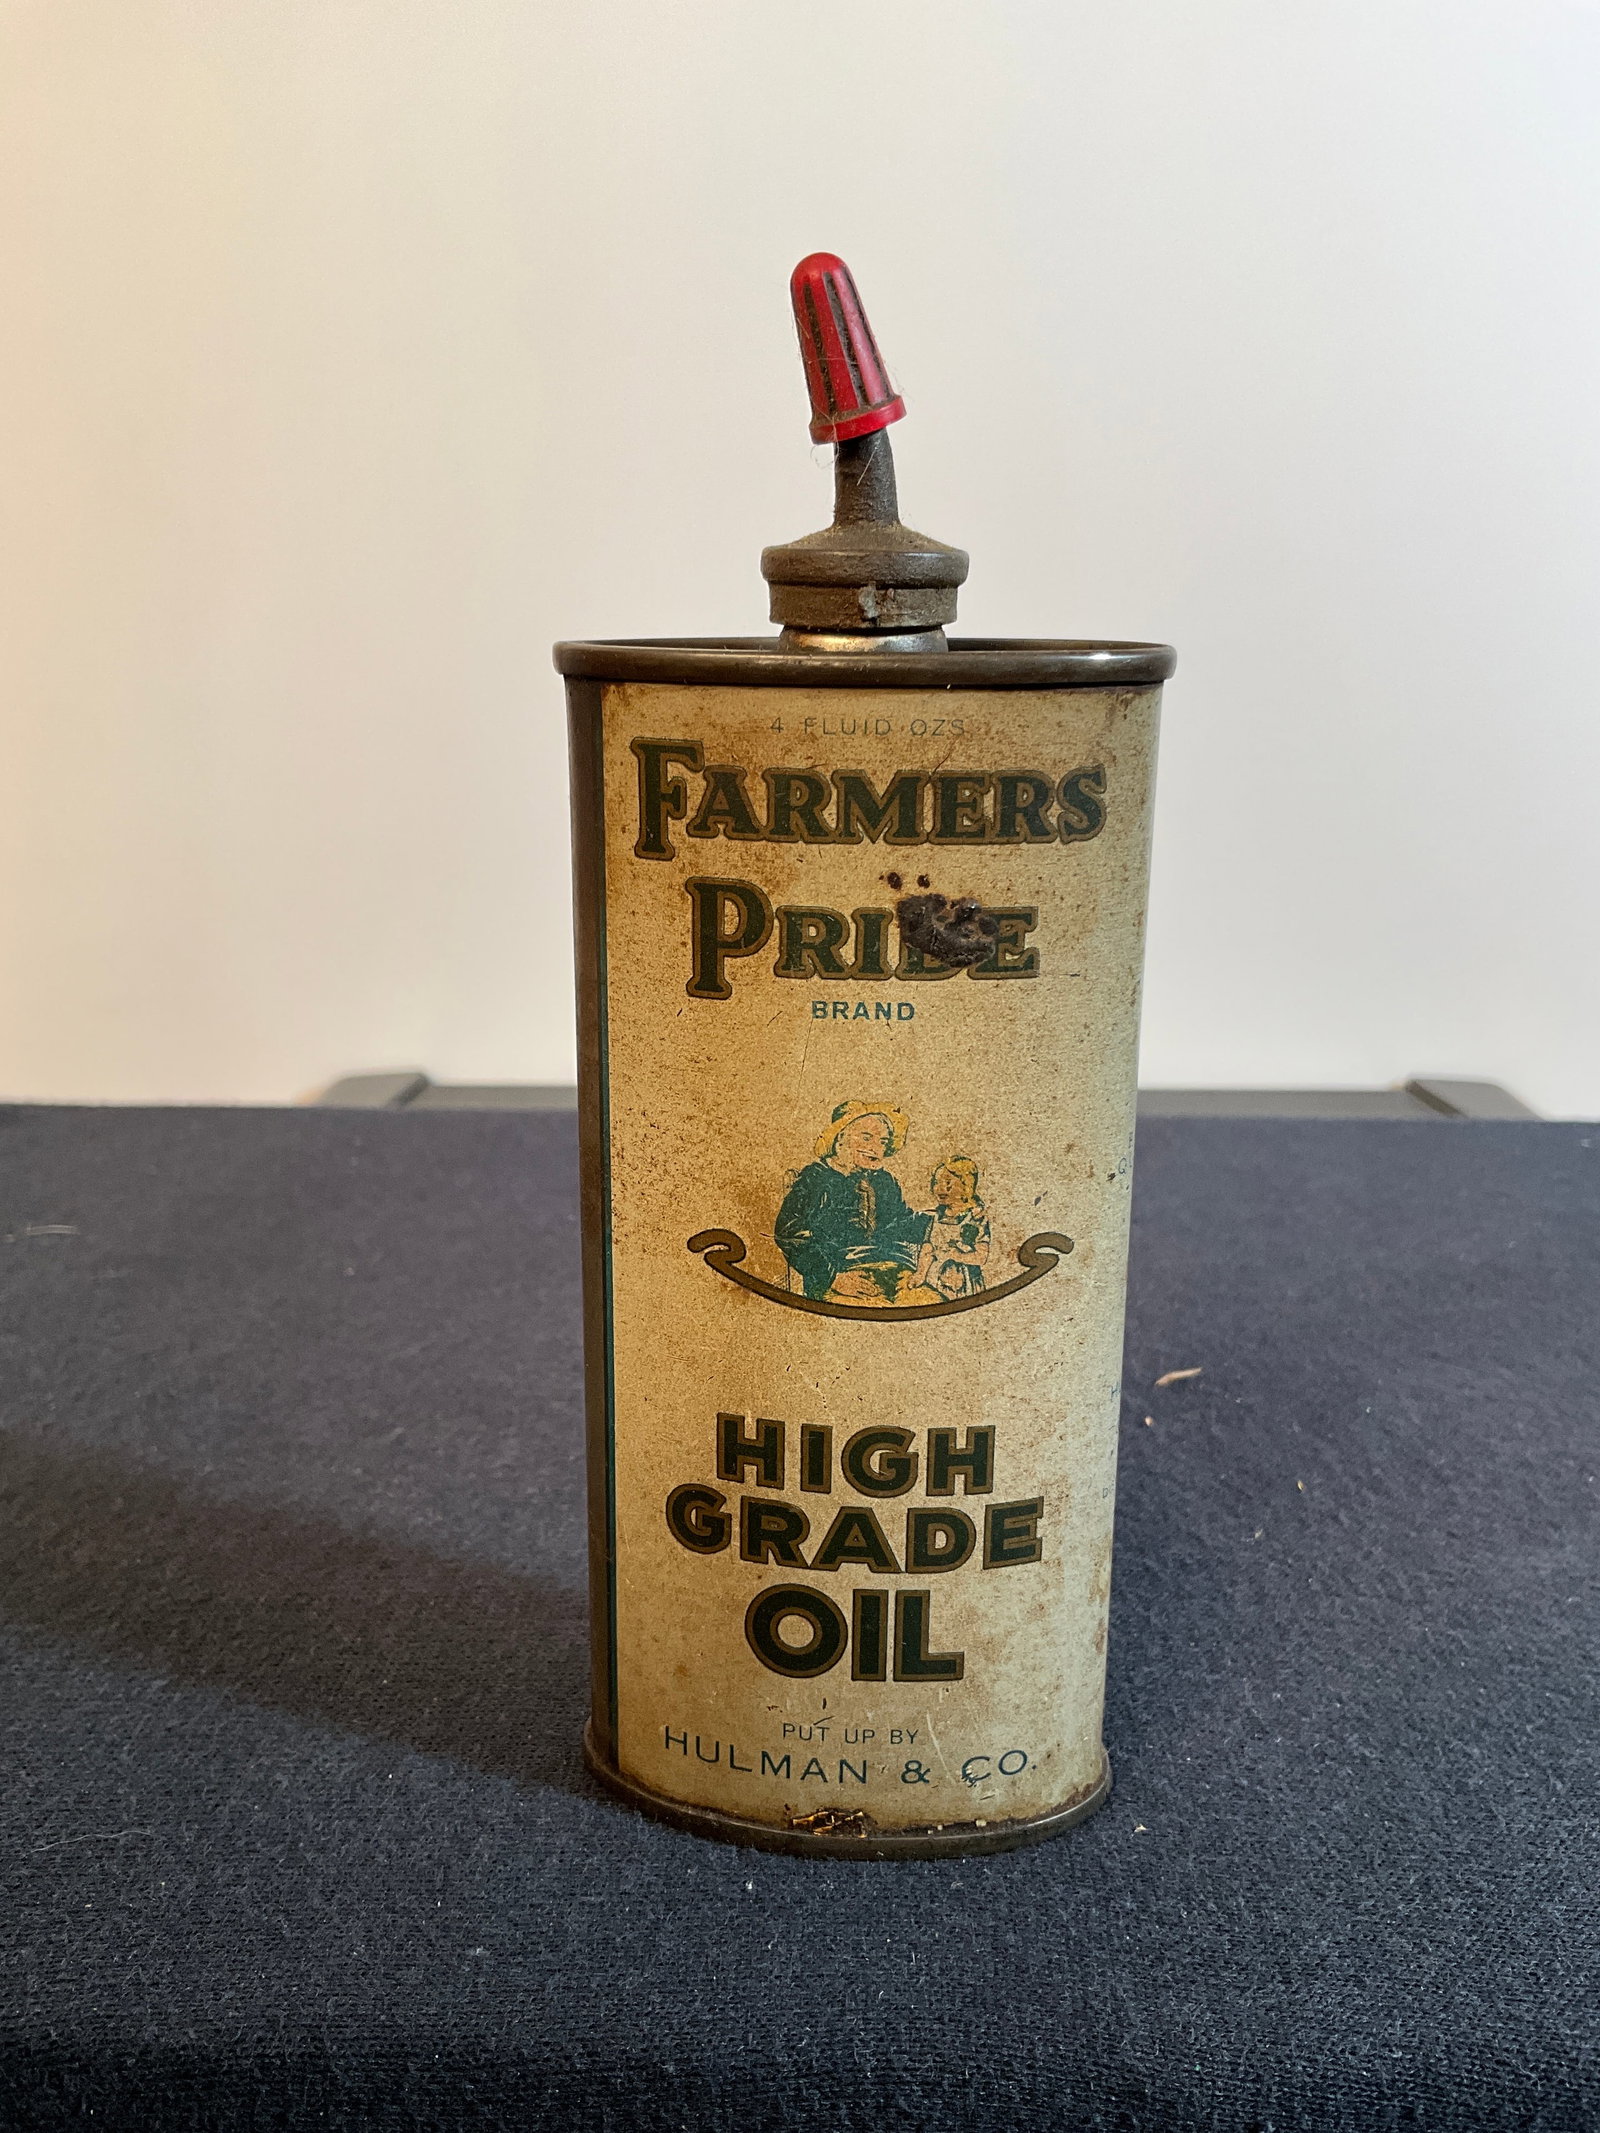 4 FLUID OZS
FARMERS
PRIDE
BRAND
HIGH
GRADE
OIL
PUT UP BY
HULMAN & CO.